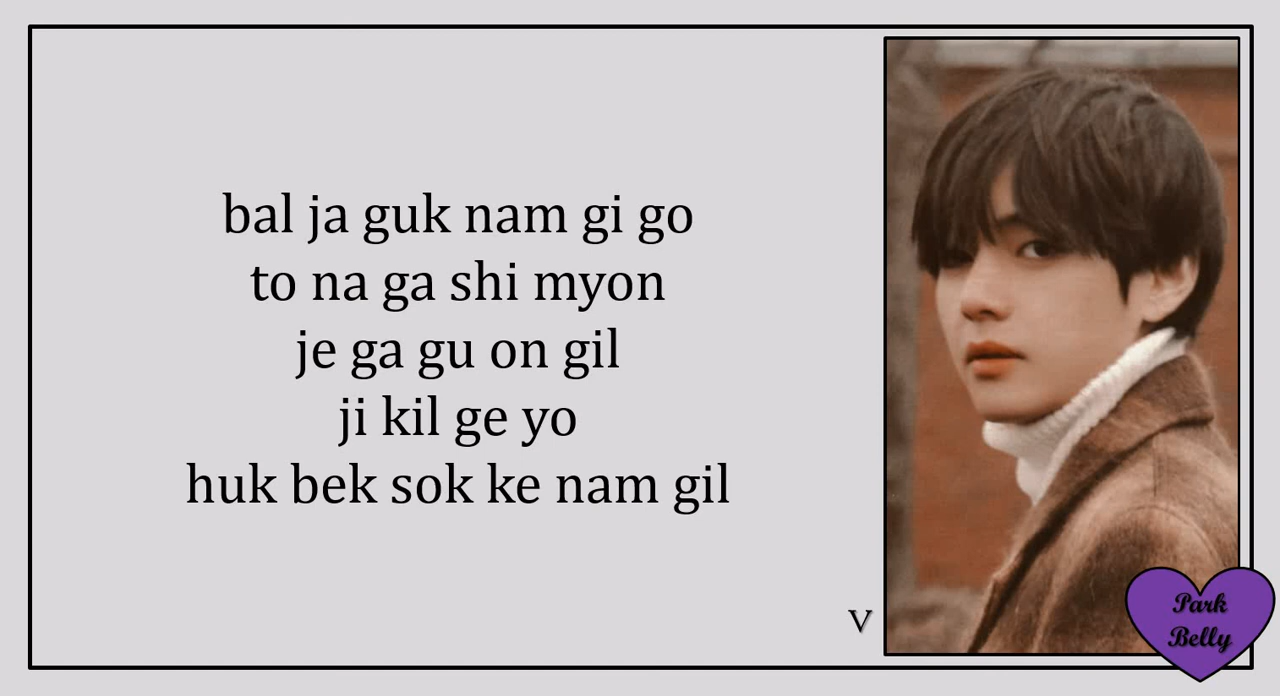 bal ja guk nam gi go
to na ga shi myon
je ga gu on gil
ji kil ge yo
huk bek sok ke nam gil
V
Park
Belly